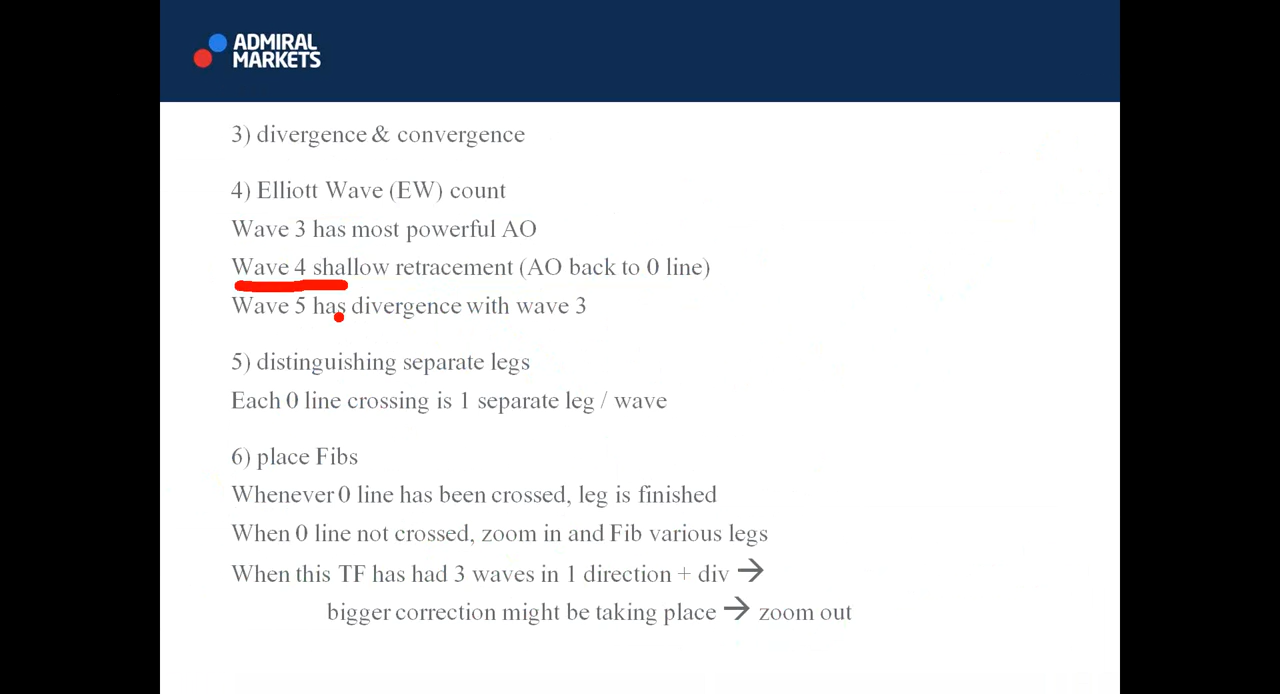 ADMIRAL
MARKETS
3) divergence & convergence
4) Elliott Wave (EW) count
Wave 3 has most powerful AO
Wave 4 shallow retracement (AO back to 0 line)
Wave 5 has divergence with wave 3
5) distinguishing separate legs
Each 0 line crossing is 1 separate leg / wave
6) place Fibs
Whenever 0 line has been crossed, leg is finished
When 0 line not crossed, zoom in and Fib various legs
When this TF has had 3 waves in 1 direction + div →
bigger correction might be taking place → zoom out